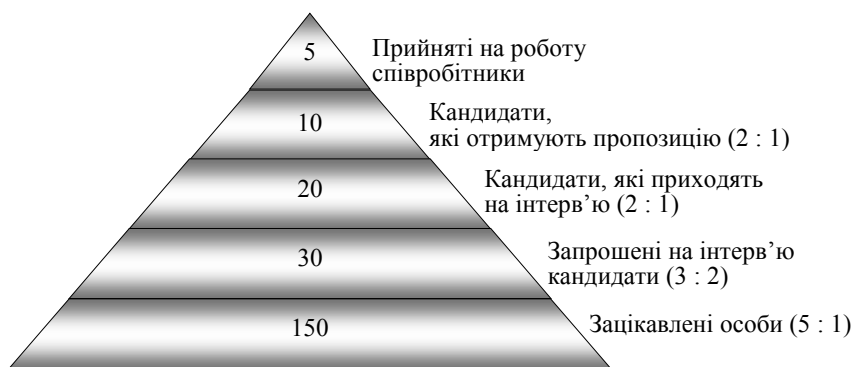 5
Прийняті на роботу
співробітники
10
Кандидати,
які отримують пропозицію (2 : 1)
20
Кандидати, які приходять
на інтерв’ю (2 : 1)
30
Запрошені на інтерв’ю
кандидати (3 : 2)
150
Зацікавлені особи (5 : 1)